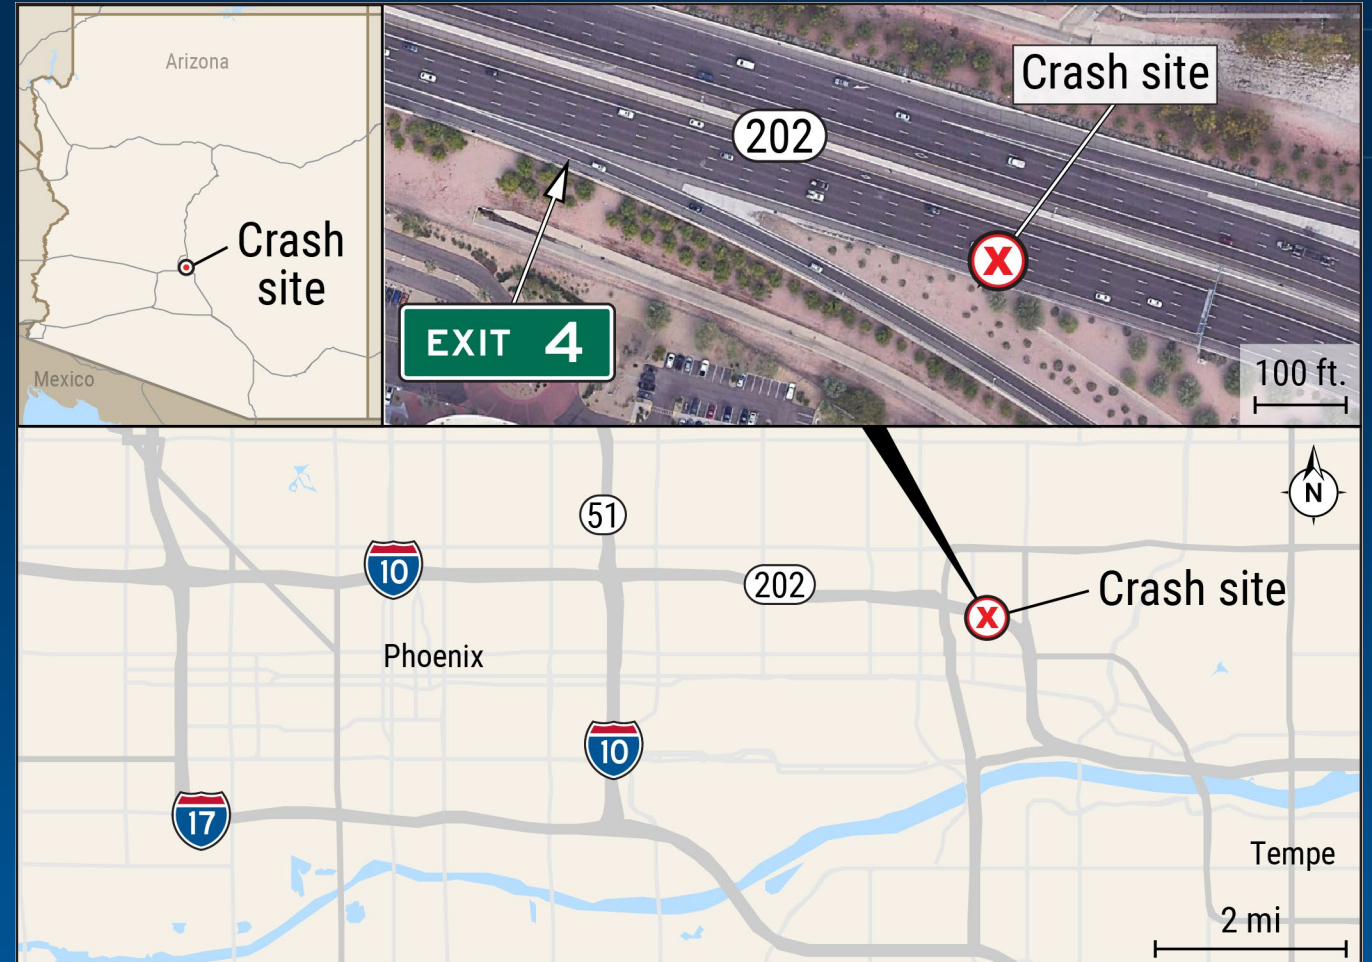 Arizona
Crash
site
Mexico
Crash site
202
EXIT 4
100 ft.
N
51
10
202
Crash site
Phoenix
10
17
Tempe
2 mi